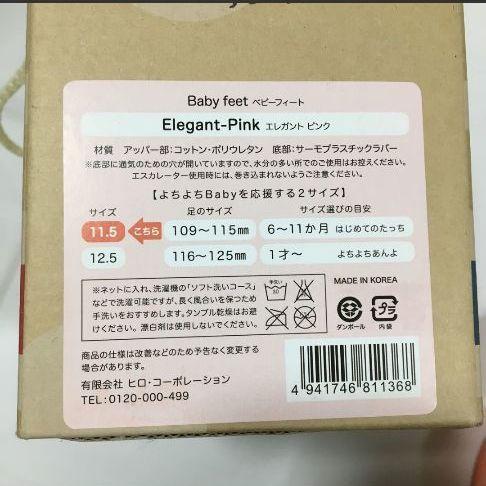 Baby feet ベビーフィート
Elegant-Pink エレガント ピンク
材質 アッパー部：コットン・ポリウレタン 底部：サーモプラスチックラバー
※底部に通気のための穴が開いていますので、水分の多い所でのご使用はお控えください。
エスカレーター使用時には、巻き込まれないようご注意ください。
【よちよちBabyを応援する2サイズ】
サイズ 足のサイズ サイズ選びの目安
11.5 こちら 109〜115㎜ 6〜11か月 はじめてのたっち
12.5 116〜125㎜ 1才〜 よちよちあんよ
※ネットに入れ、洗濯機の「ソフト洗いコース」
などで洗濯可能ですが、長く風合いを保つため
手洗いをおすすめします。タンブル乾燥はお避
けください。漂白剤は使用しないでください。
手洗い
30
MADE IN KOREA
ダンボール
プラ
内袋
商品の仕様は改善などのため予告なく変更する
場合があります。
有限会社 ヒロ・コーポレーション
TEL：0120-000-499
4 941746 811368